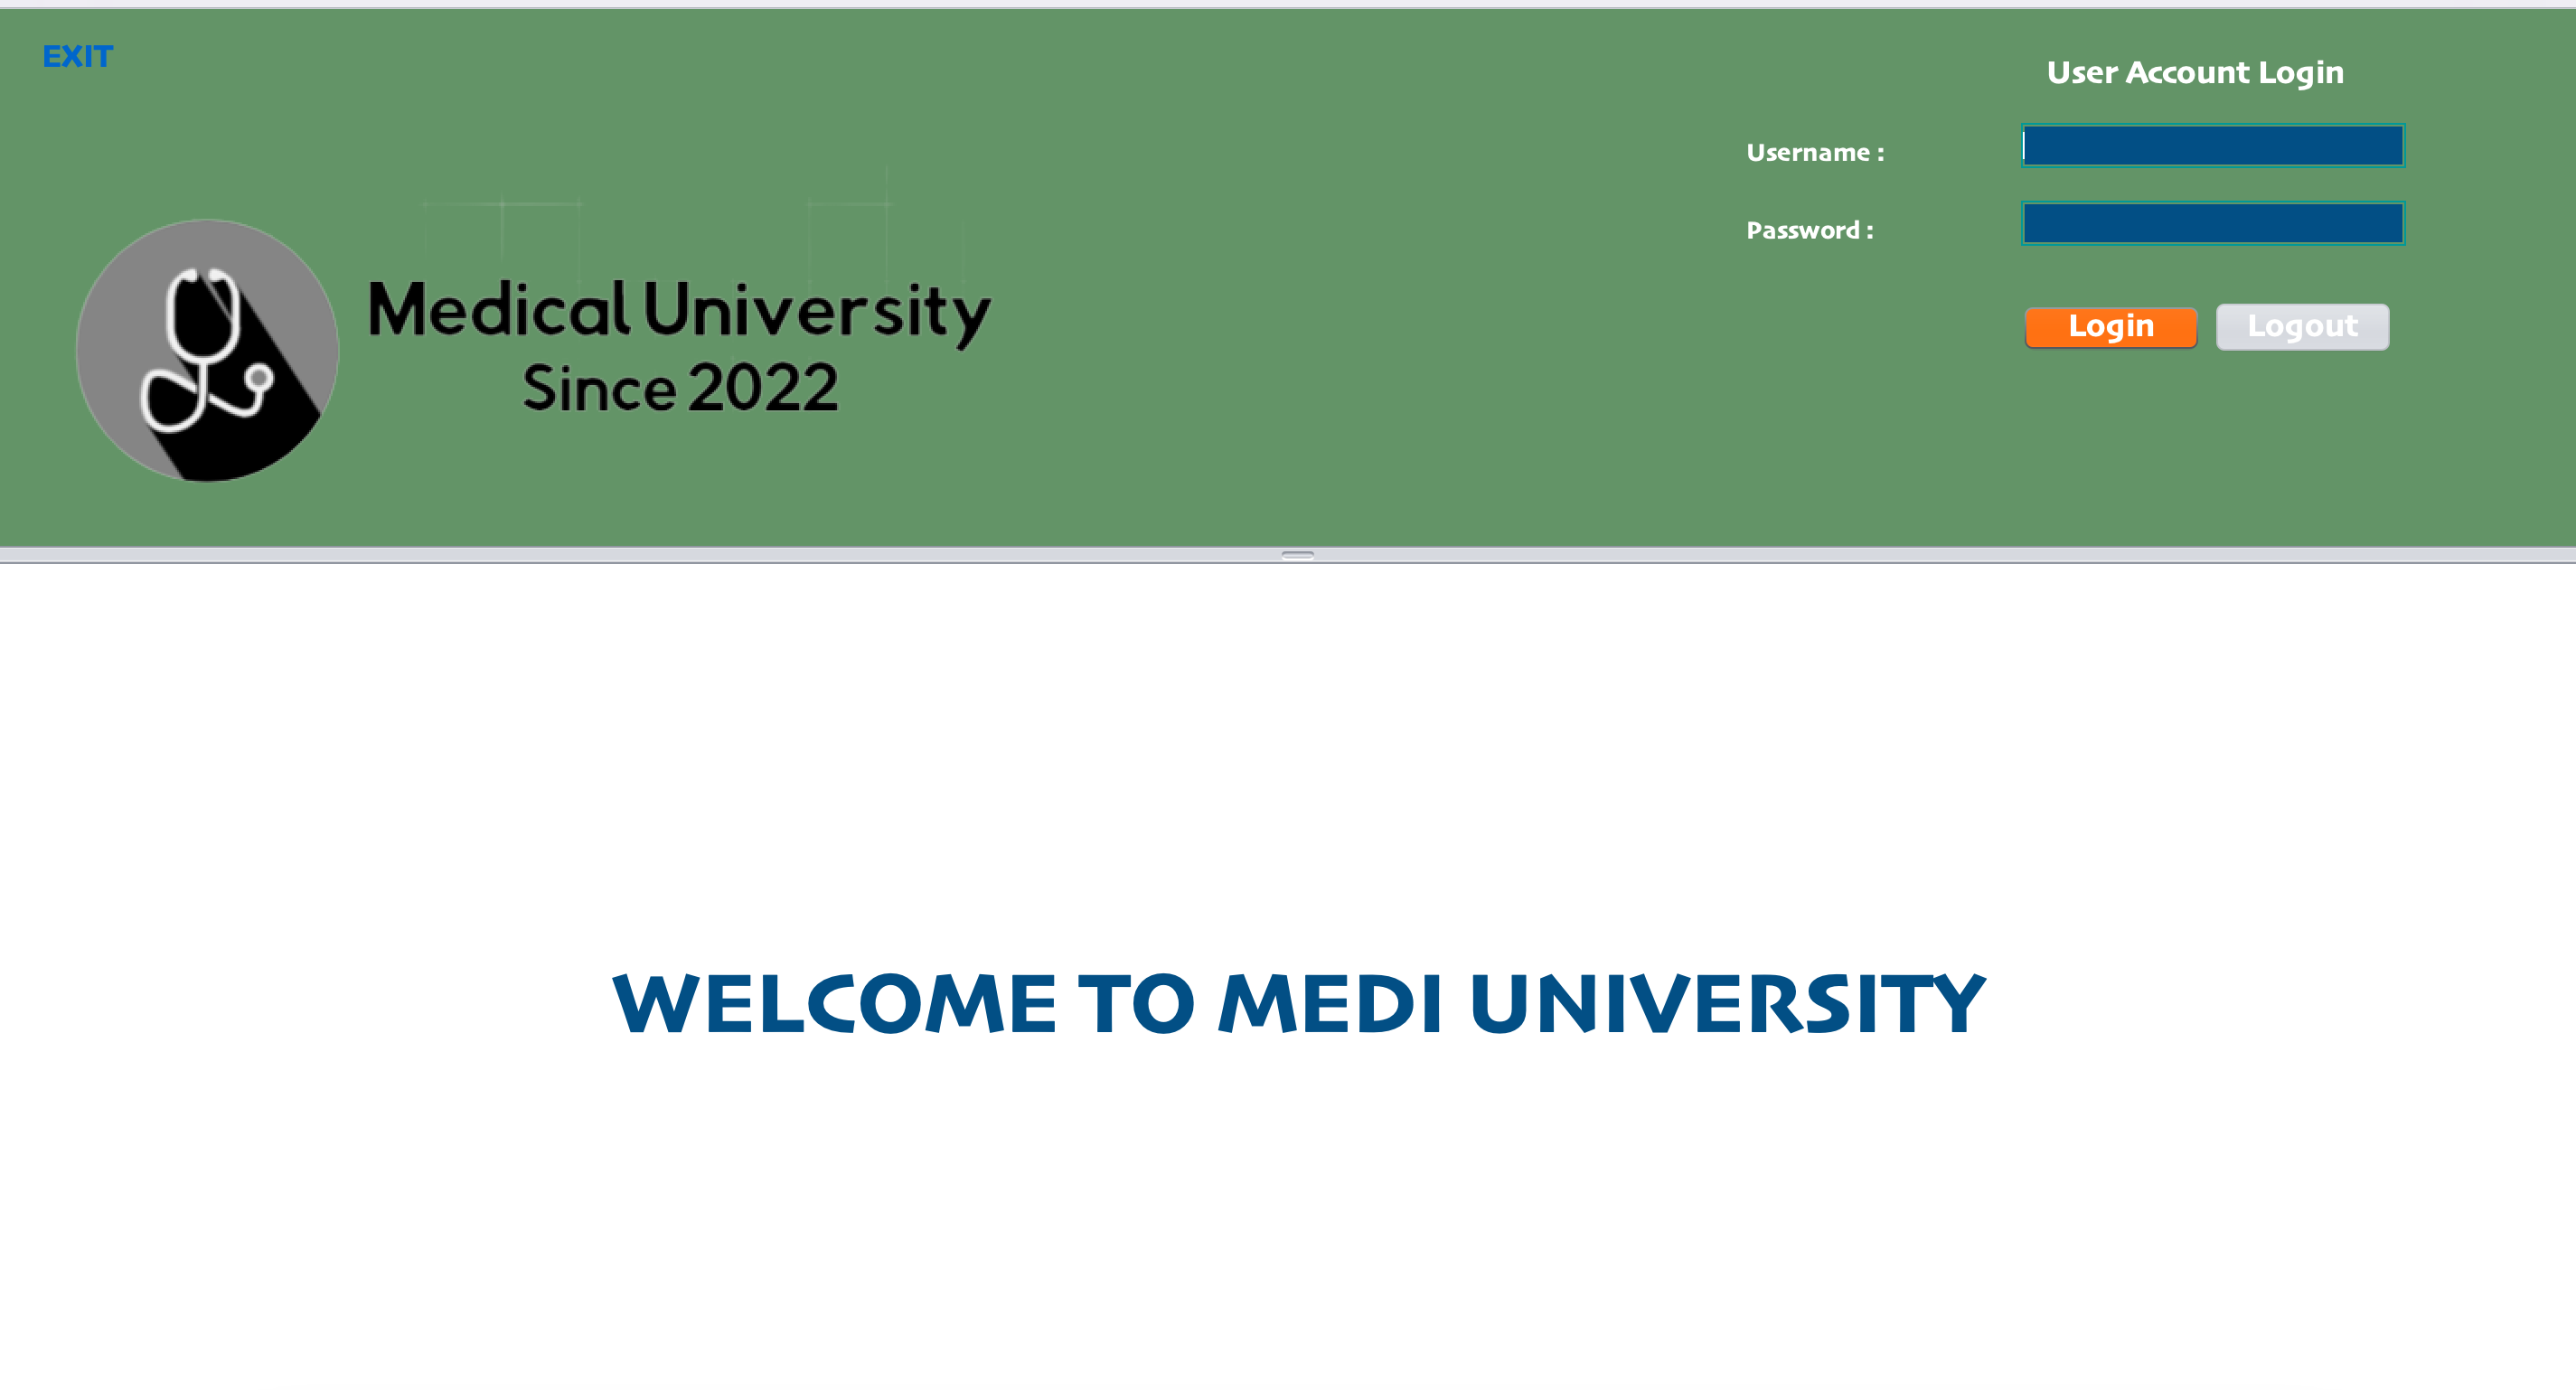 EXIT
User Account Login
Username :
Password :
Login
Logout
Medical University
Since 2022
WELCOME TO MEDI UNIVERSITY